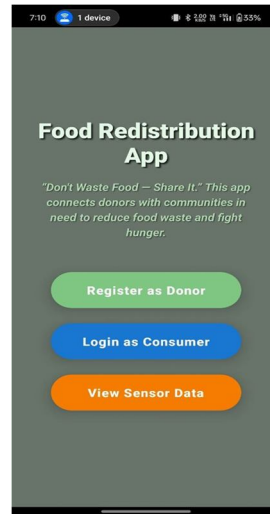 7:10 1 device 33%
Food Redistribution
App
"Don't Waste Food — Share It." This app
connects donors with communities in
need to reduce food waste and fight
hunger.
Register as Donor
Login as Consumer
View Sensor Data